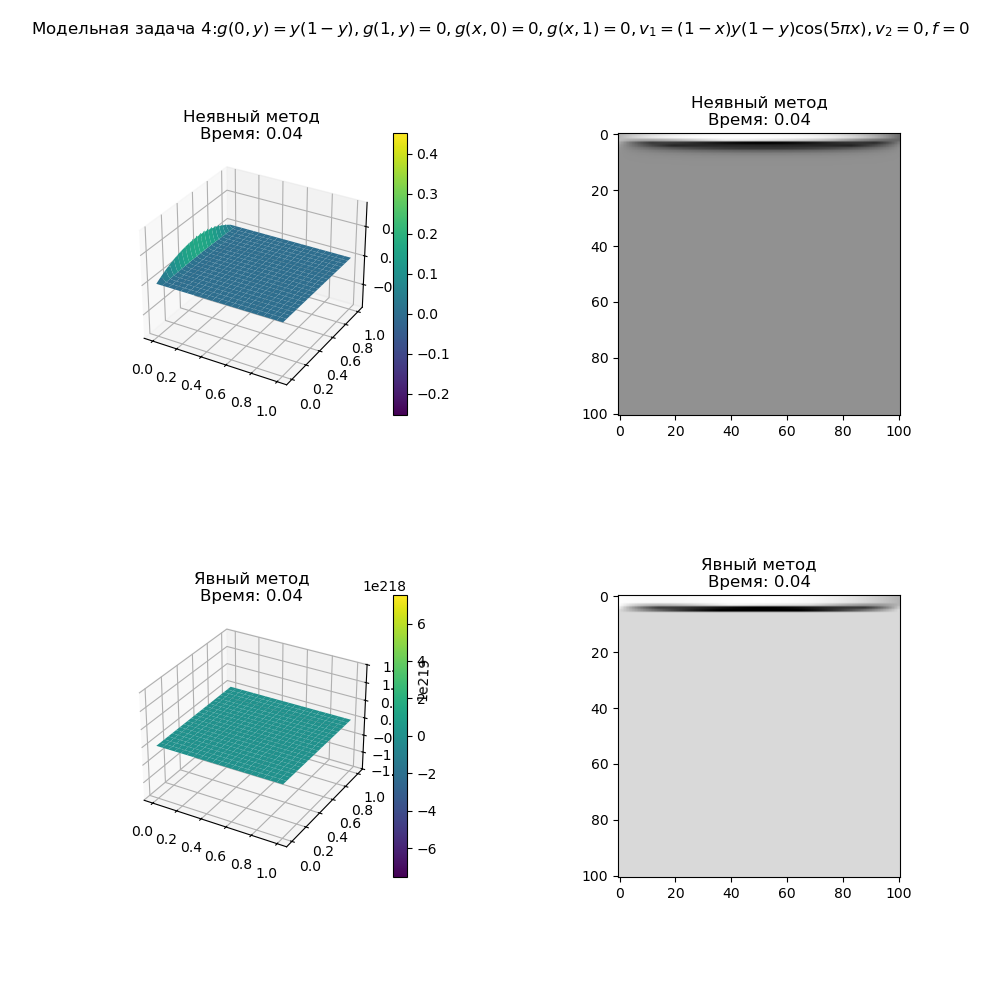 Модельная задача 4:g(0, y) = y(1 − y), g(1, y) = 0, g(x, 0) = 0, g(x, 1) = 0, v₁ = (1 − x)y(1 − y)cos(5πx), v₂ = 0, f = 0
Неявный метод
Время: 0.04
0.4
0.3
0.2
0.1
0.0
−0.1
−0.2
0.0 0.2 0.4 0.6 0.8 1.0
0.0 0.2 0.4 0.6 0.8 1.0
Неявный метод
Время: 0.04
0
20
40
60
80
100
0 20 40 60 80 100
Явный метод
Время: 0.04
1e218
6
4
2
0
−2
−4
−6
1e219
0.0 0.2 0.4 0.6 0.8 1.0
0.0 0.2 0.4 0.6 0.8 1.0
Явный метод
Время: 0.04
0
20
40
60
80
100
0 20 40 60 80 100